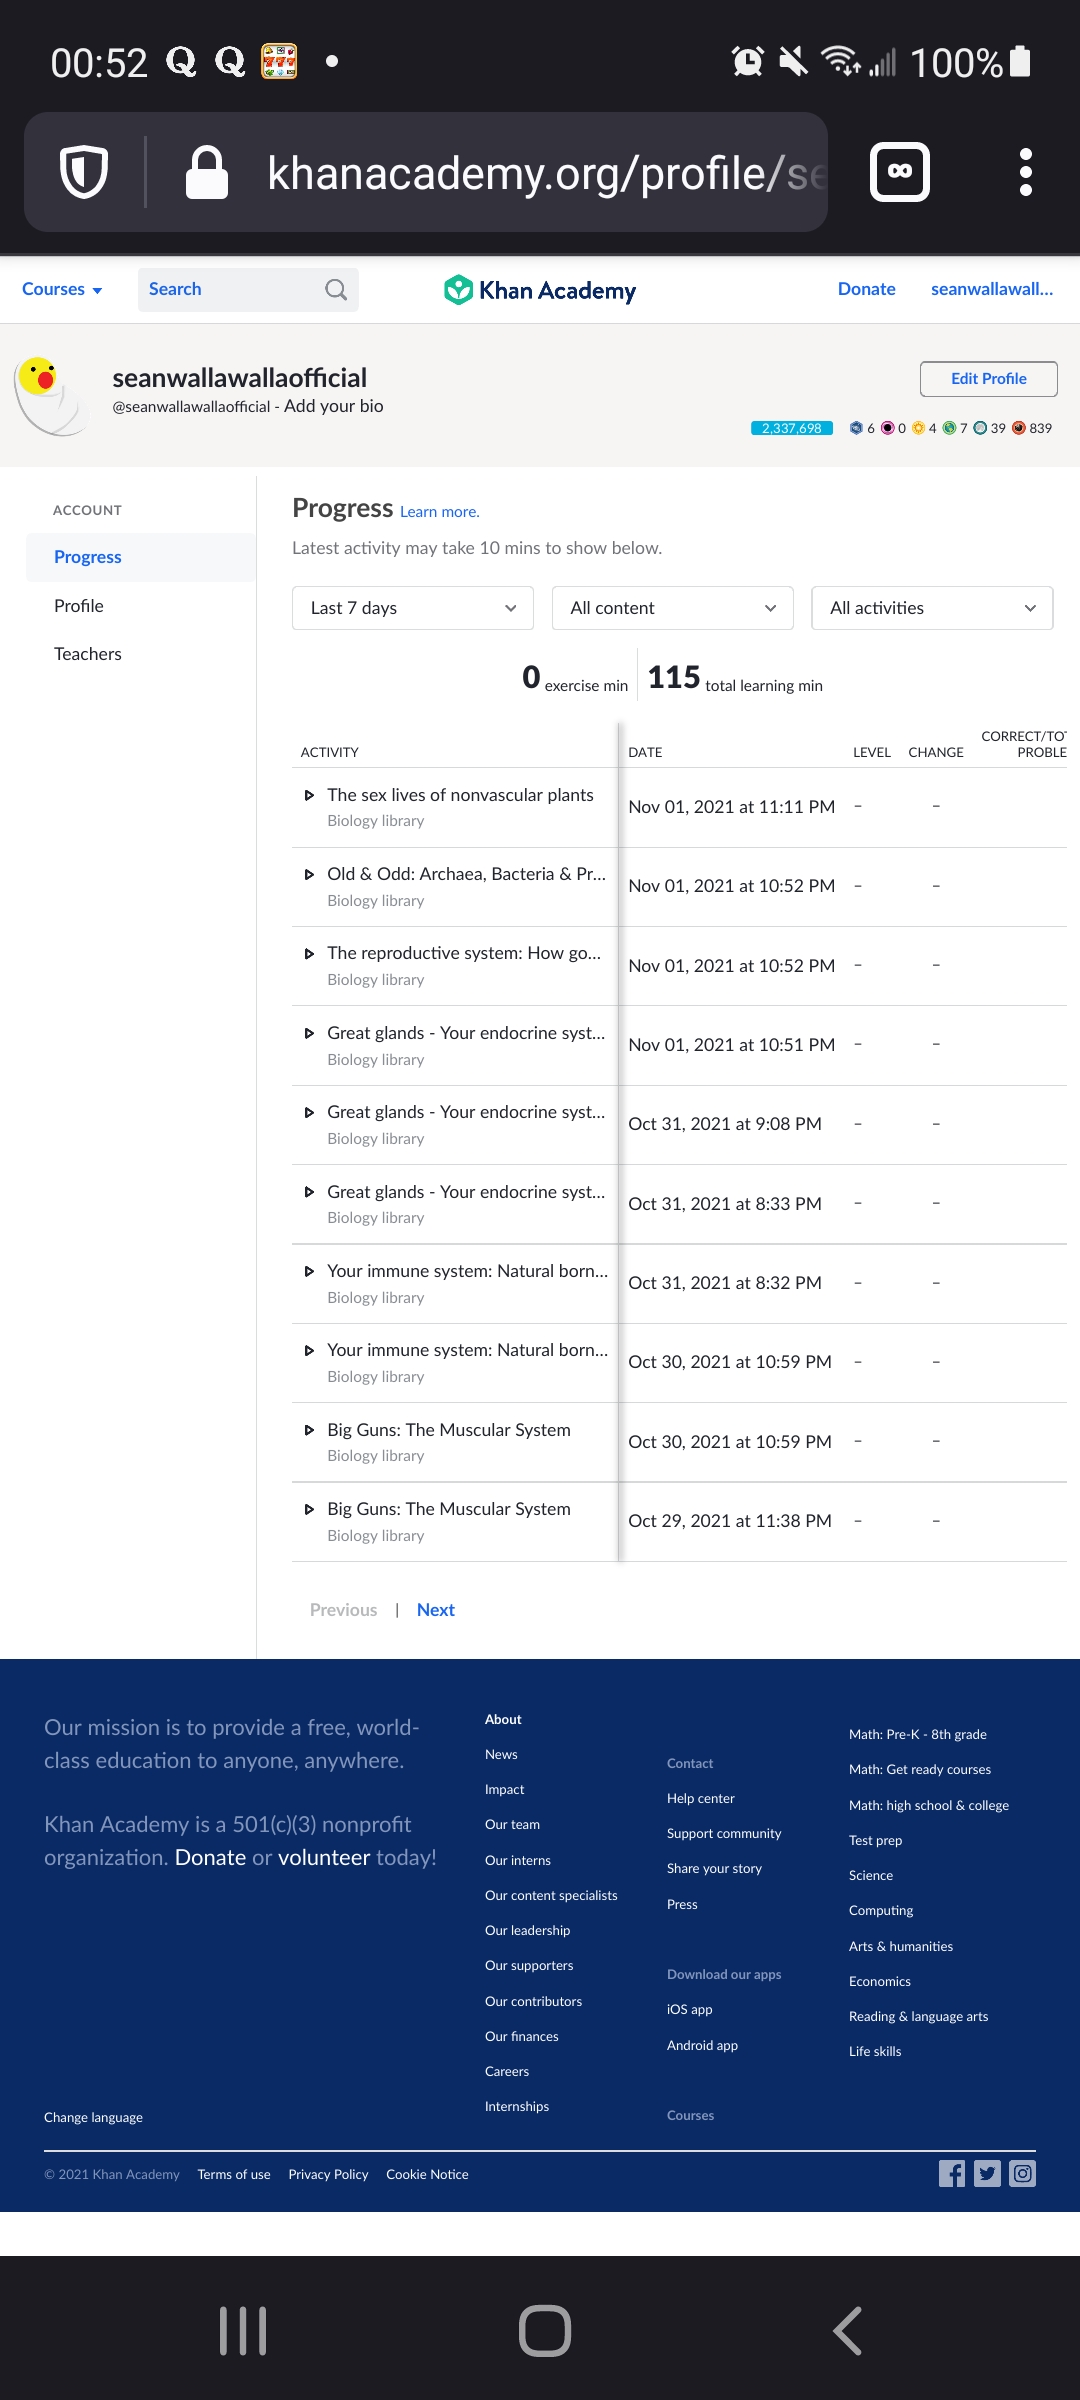 00:52
100%
khanacademy.org/profile/se
Courses
Search
Khan Academy
Donate
seanwallawall...
seanwallawallaofficial
@seanwallawallaofficial - Add your bio
Edit Profile
2,337,698 6 0 4 7 39 839
ACCOUNT
Progress
Profile
Teachers
Progress Learn more.
Latest activity may take 10 mins to show below.
Last 7 days
All content
All activities
0 exercise min
115 total learning min
ACTIVITY
DATE
LEVEL
CHANGE
CORRECT/TOT
PROBLE
The sex lives of nonvascular plants
Biology library
Nov 01, 2021 at 11:11 PM – –
Old & Odd: Archaea, Bacteria & Pr...
Biology library
Nov 01, 2021 at 10:52 PM – –
The reproductive system: How go...
Biology library
Nov 01, 2021 at 10:52 PM – –
Great glands - Your endocrine syst...
Biology library
Nov 01, 2021 at 10:51 PM – –
Great glands - Your endocrine syst...
Biology library
Oct 31, 2021 at 9:08 PM – –
Great glands - Your endocrine syst...
Biology library
Oct 31, 2021 at 8:33 PM – –
Your immune system: Natural born...
Biology library
Oct 31, 2021 at 8:32 PM – –
Your immune system: Natural born...
Biology library
Oct 30, 2021 at 10:59 PM – –
Big Guns: The Muscular System
Biology library
Oct 30, 2021 at 10:59 PM – –
Big Guns: The Muscular System
Biology library
Oct 29, 2021 at 11:38 PM – –
Previous | Next
Our mission is to provide a free, world-
class education to anyone, anywhere.
Khan Academy is a 501(c)(3) nonprofit
organization. Donate or volunteer today!
About
News
Impact
Our team
Our interns
Our content specialists
Our leadership
Our supporters
Our contributors
Our finances
Careers
Internships
Contact
Help center
Support community
Share your story
Press
Download our apps
iOS app
Android app
Courses
Math: Pre-K - 8th grade
Math: Get ready courses
Math: high school & college
Test prep
Science
Computing
Arts & humanities
Economics
Reading & language arts
Life skills
Change language
© 2021 Khan Academy Terms of use Privacy Policy Cookie Notice